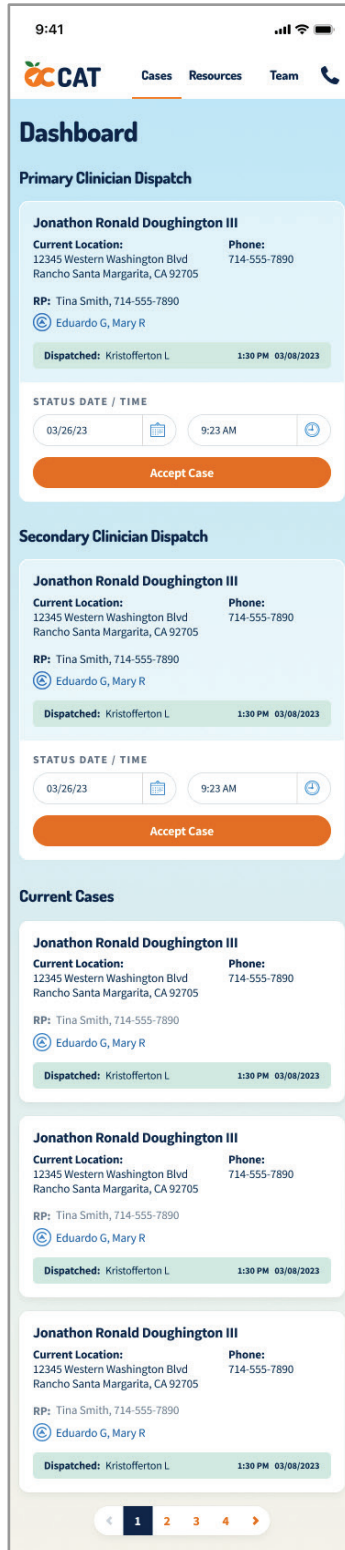 9:41
OC CAT Cases Resources Team
Dashboard
Primary Clinician Dispatch
Jonathon Ronald Doughington III
Current Location: Phone:
12345 Western Washington Blvd 714-555-7890
Rancho Santa Margarita, CA 92705
RP: Tina Smith, 714-555-7890
Eduardo G, Mary R
Dispatched: Kristofferton L 1:30 PM 03/08/2023
STATUS DATE / TIME
03/26/23 9:23 AM
Accept Case
Secondary Clinician Dispatch
Jonathon Ronald Doughington III
Current Location: Phone:
12345 Western Washington Blvd 714-555-7890
Rancho Santa Margarita, CA 92705
RP: Tina Smith, 714-555-7890
Eduardo G, Mary R
Dispatched: Kristofferton L 1:30 PM 03/08/2023
STATUS DATE / TIME
03/26/23 9:23 AM
Accept Case
Current Cases
Jonathon Ronald Doughington III
Current Location: Phone:
12345 Western Washington Blvd 714-555-7890
Rancho Santa Margarita, CA 92705
RP: Tina Smith, 714-555-7890
Eduardo G, Mary R
Dispatched: Kristofferton L 1:30 PM 03/08/2023
Jonathon Ronald Doughington III
Current Location: Phone:
12345 Western Washington Blvd 714-555-7890
Rancho Santa Margarita, CA 92705
RP: Tina Smith, 714-555-7890
Eduardo G, Mary R
Dispatched: Kristofferton L 1:30 PM 03/08/2023
Jonathon Ronald Doughington III
Current Location: Phone:
12345 Western Washington Blvd 714-555-7890
Rancho Santa Margarita, CA 92705
RP: Tina Smith, 714-555-7890
Eduardo G, Mary R
Dispatched: Kristofferton L 1:30 PM 03/08/2023
1 2 3 4